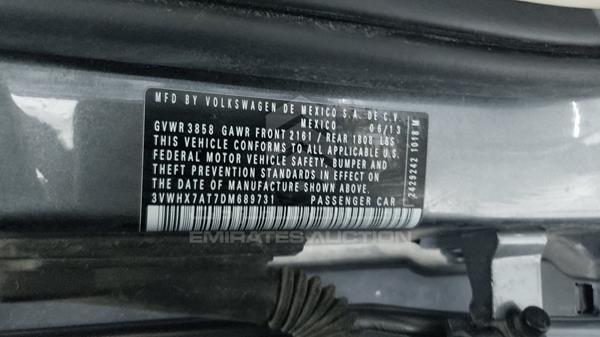 MFD BY VOLKSWAGEN DE MEXICO S.A. DE C.V.
MEXICO 06/13
GVWR 3858 GAWR FRONT 2161 / REAR 1808 LBS
THIS VEHICLE CONFORMS TO ALL APPLICABLE U.S.
FEDERAL MOTOR VEHICLE SAFETY, BUMPER AND
THEFT PREVENTION STANDARDS IN EFFECT ON
THE DATE OF MANUFACTURE SHOWN ABOVE.
3VWHX7AT7DM689731 PASSENGER CAR
2429242 1018 M
EMIRATES AUCTION